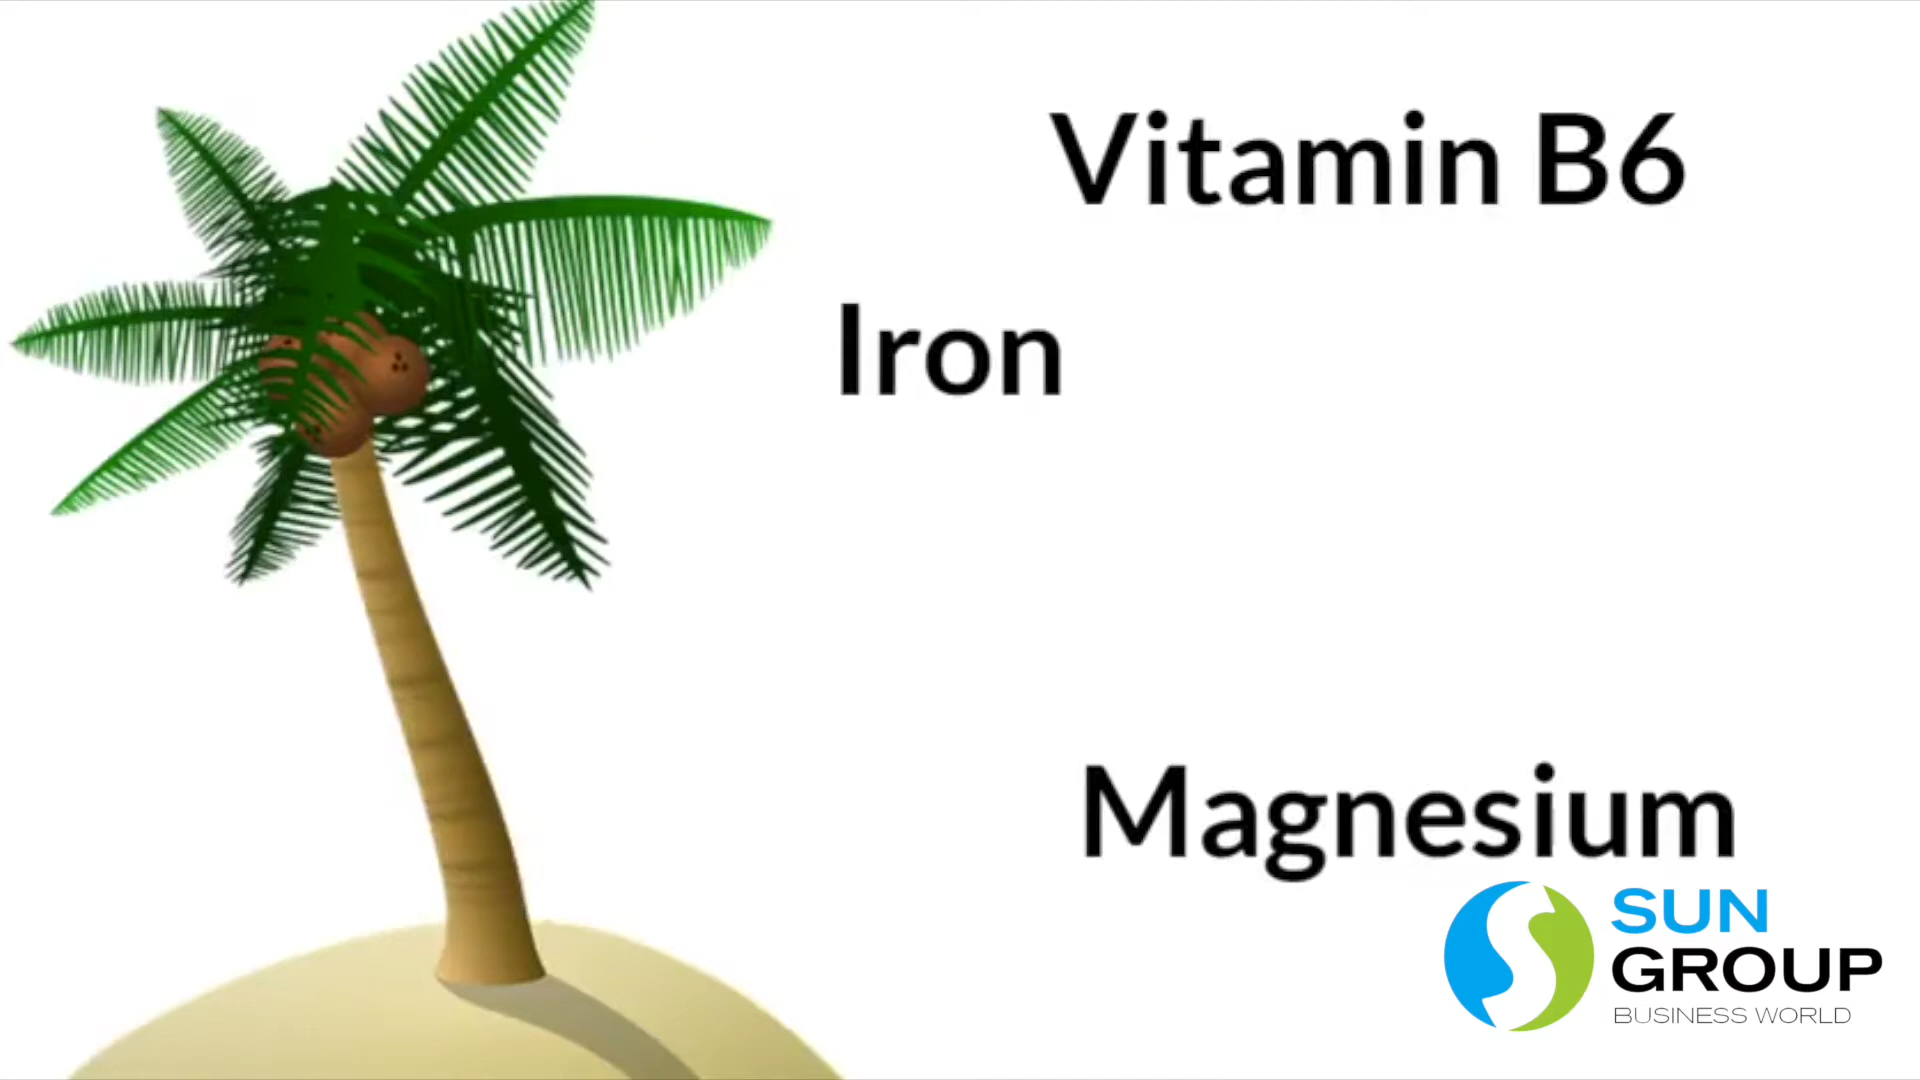 Vitamin B6
Iron
Magnesium
SUN
GROUP
BUSINESS WORLD